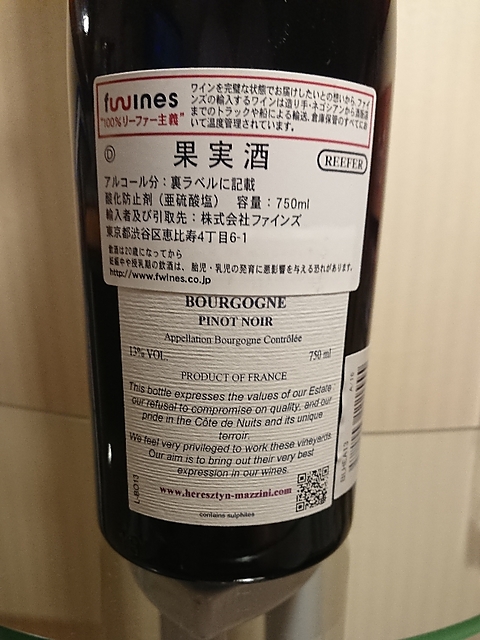 fwines
"100%リーファー主義"
ワインを完璧な状態でお届けしたいとの想いから、ファイ
ンズの輸入するワインは造り手・ネゴシアンから酒販店
までのトラックや船による輸送、倉庫保管のすべてにお
いて温度管理されています。
D
果実酒
REEFER
アルコール分：裏ラベルに記載
酸化防止剤（亜硫酸塩） 容量：750ml
輸入者及び引取先：株式会社ファインズ
東京都渋谷区恵比寿4丁目6-1
飲酒は20歳になってから
妊娠中や授乳期の飲酒は、胎児・乳児の発育に悪影響を与える恐れがあります。
http://www.fwines.co.jp
BOURGOGNE
PINOT NOIR
Appellation Bourgogne Contrôlée
13% VOL. 750 ml
PRODUCT OF FRANCE
This bottle expresses the values of our Estate
our refusal to compromise on quality, and our
pride in the Côte de Nuits and its unique
terroir.
We feel very privileged to work these vineyards.
Our aim is to bring out their very best
expression in our wines.
www.heresztyn-mazzini.com
contains sulphites
L-BO13